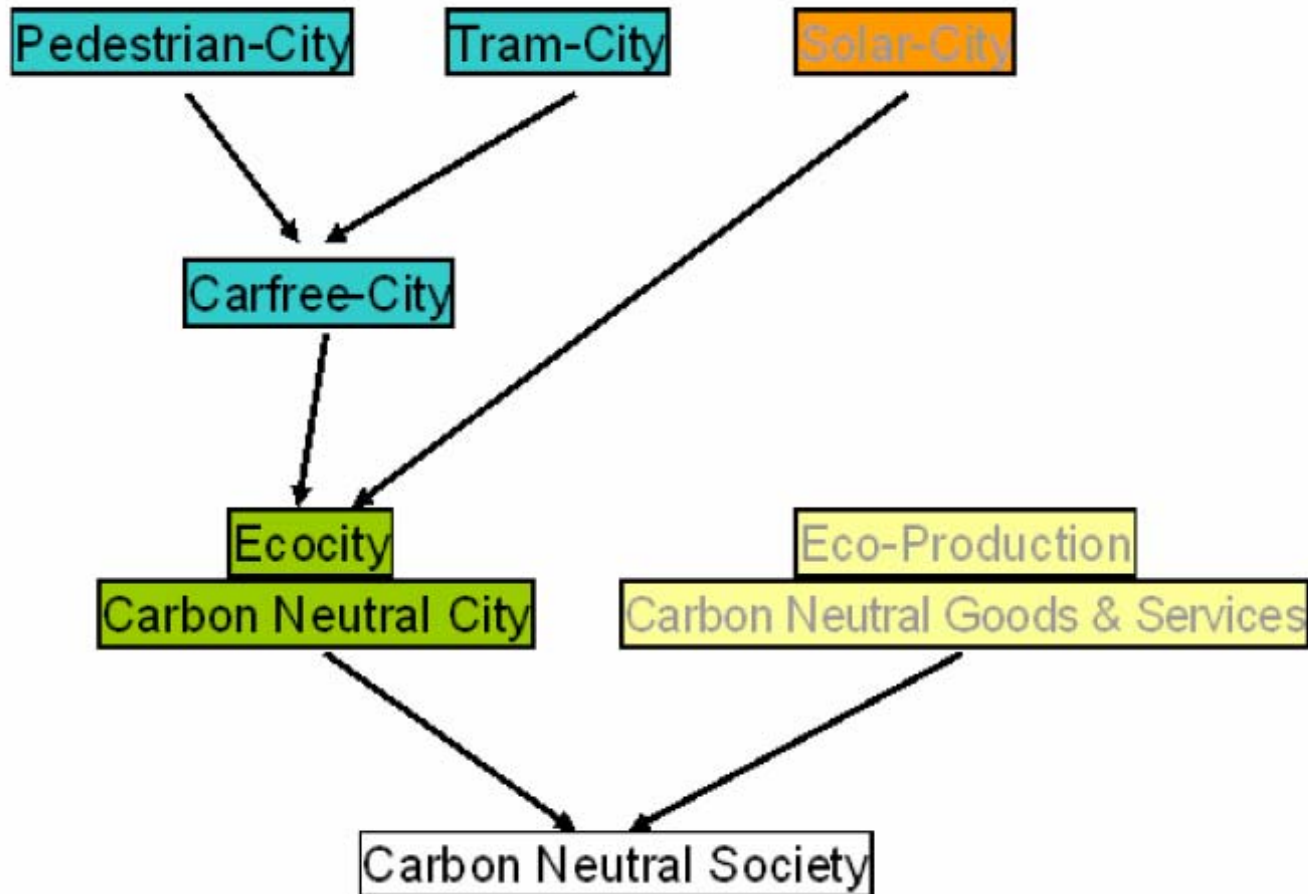 Pedestrian-City
Tram-City
Solar-City
Carfree-City
Ecocity
Carbon Neutral City
Eco-Production
Carbon Neutral Goods & Services
Carbon Neutral Society